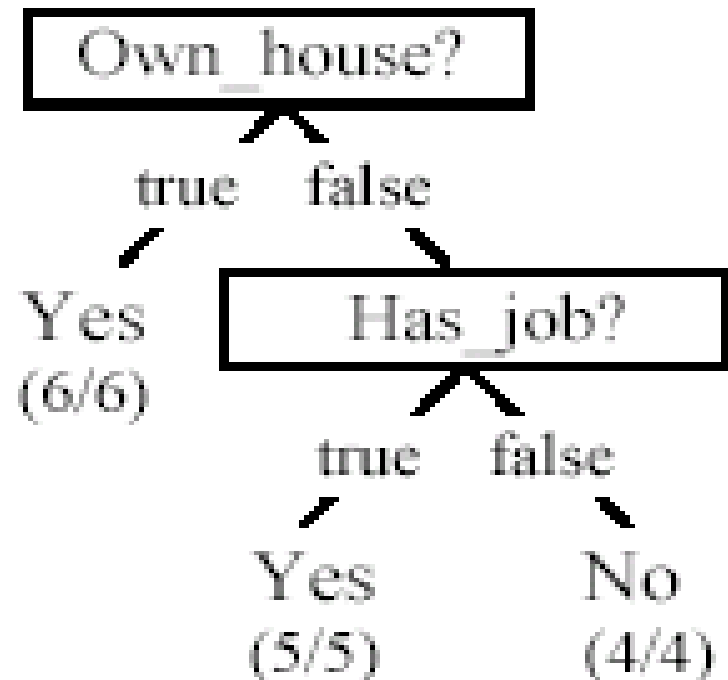 Own_house?
true false
Yes
Has_job?
(6/6)
true false
Yes No
(5/5) (4/4)